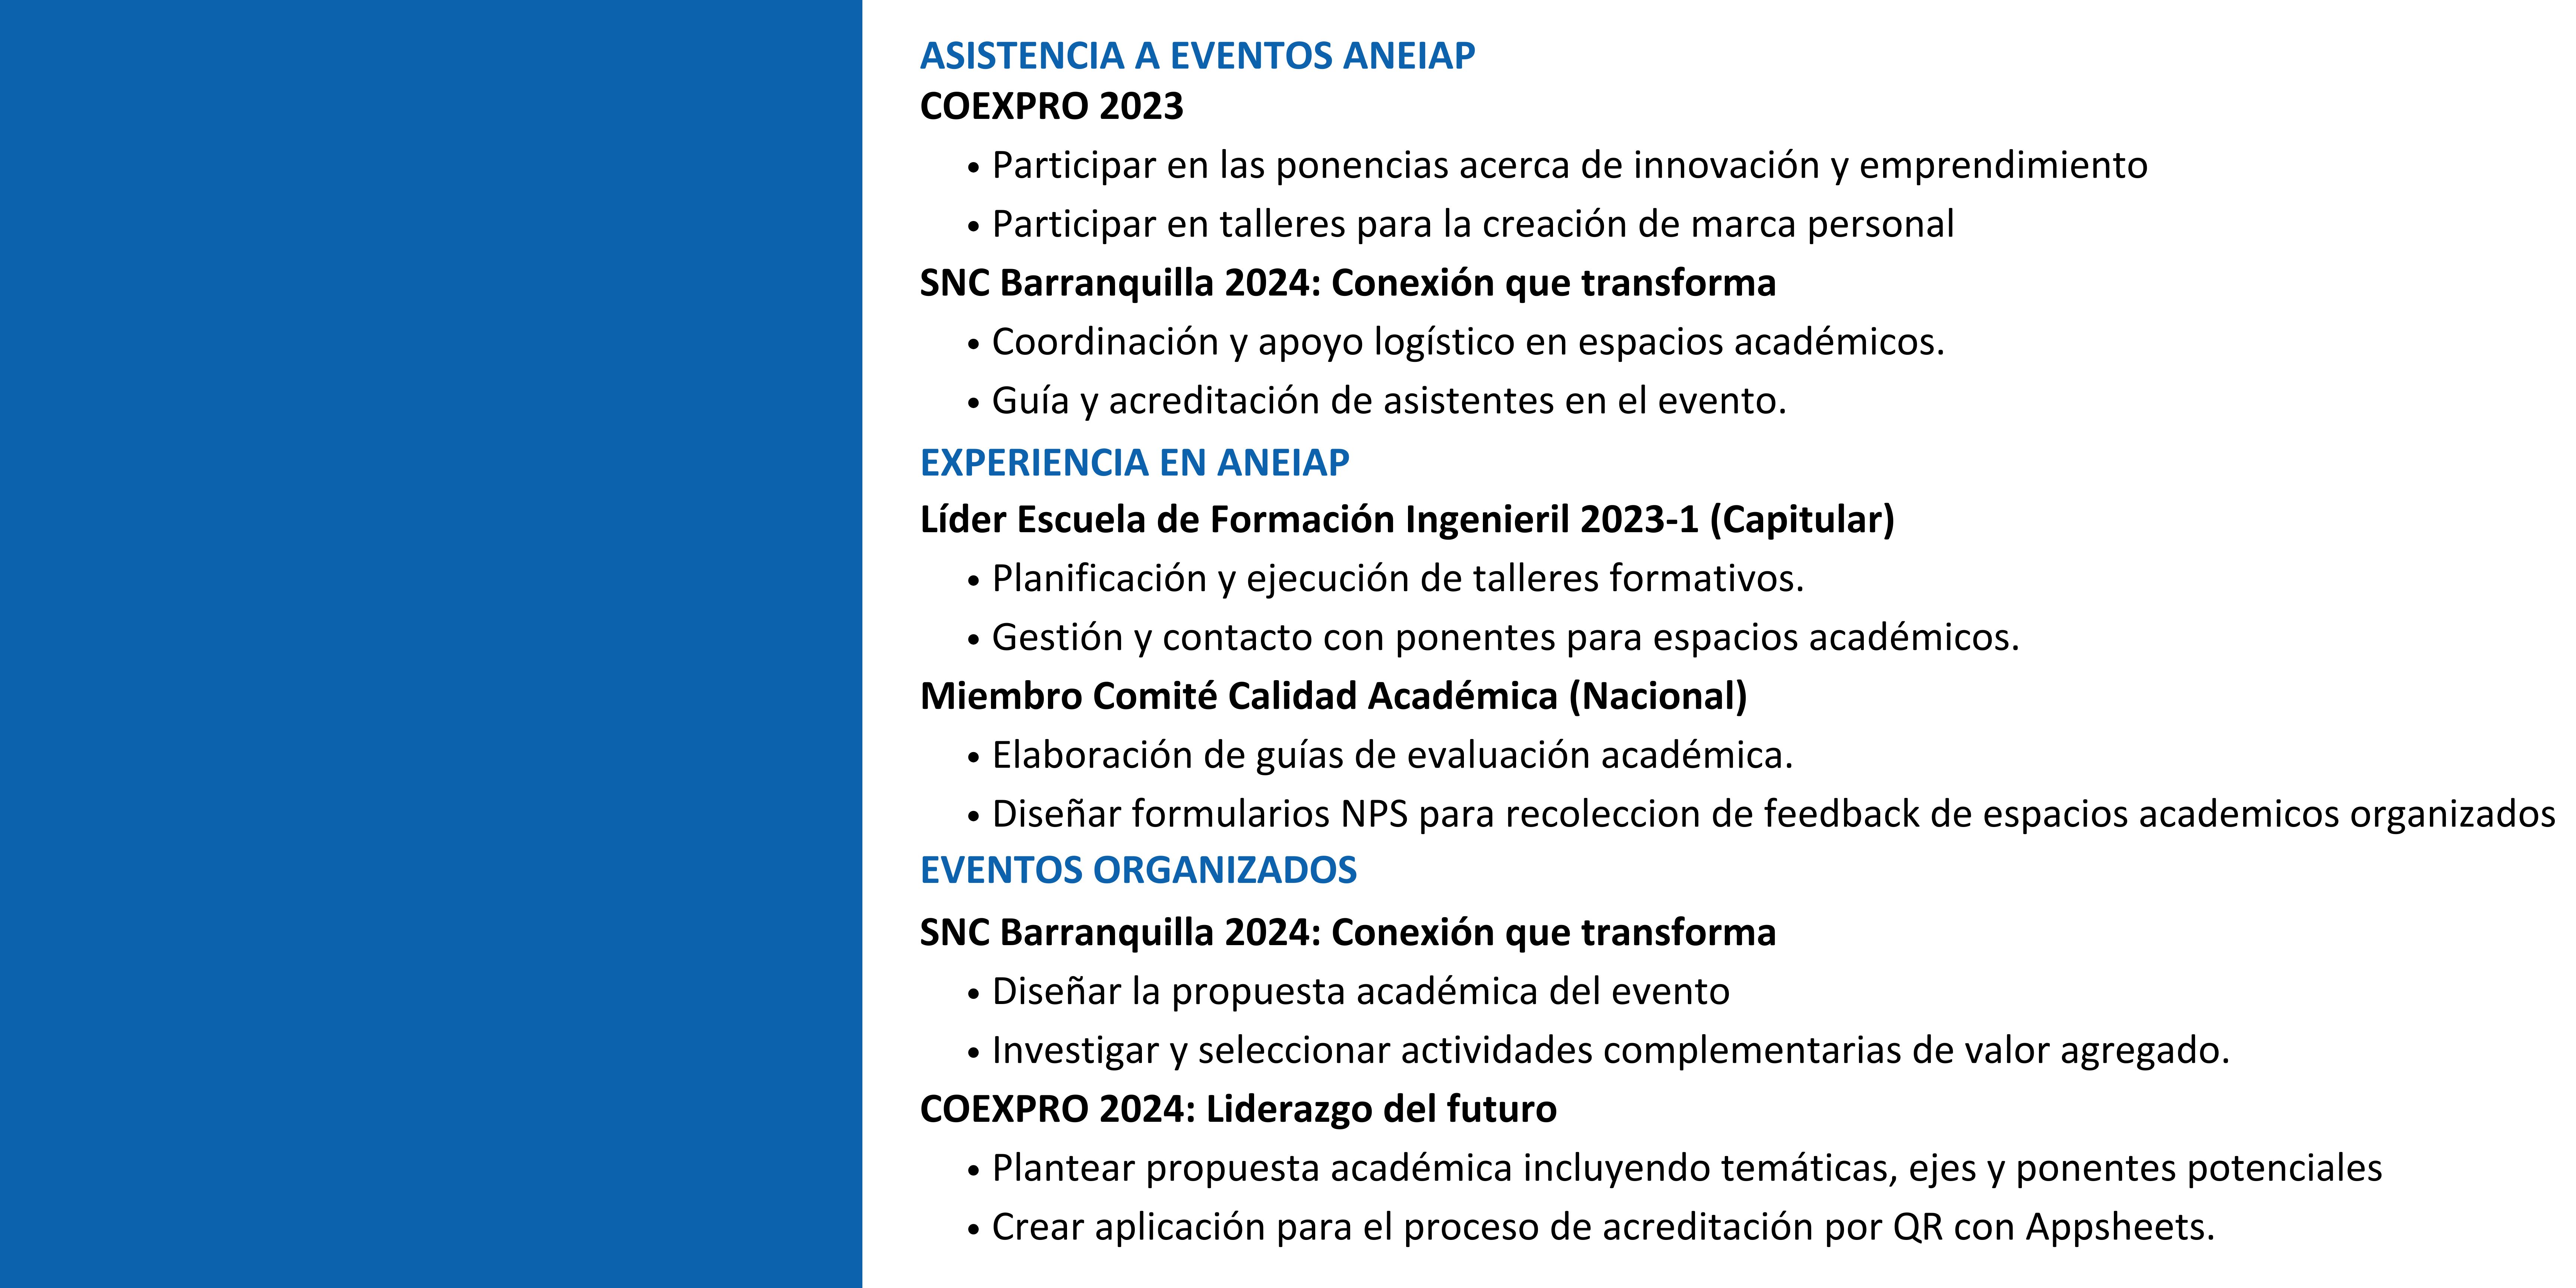 ASISTENCIA A EVENTOS ANEIAP
COEXPRO 2023
• Participar en las ponencias acerca de innovación y emprendimiento
• Participar en talleres para la creación de marca personal
SNC Barranquilla 2024: Conexión que transforma
• Coordinación y apoyo logístico en espacios académicos.
• Guía y acreditación de asistentes en el evento.
EXPERIENCIA EN ANEIAP
Líder Escuela de Formación Ingenieril 2023-1 (Capitular)
• Planificación y ejecución de talleres formativos.
• Gestión y contacto con ponentes para espacios académicos.
Miembro Comité Calidad Académica (Nacional)
• Elaboración de guías de evaluación académica.
• Diseñar formularios NPS para recoleccion de feedback de espacios academicos organizados
EVENTOS ORGANIZADOS
SNC Barranquilla 2024: Conexión que transforma
• Diseñar la propuesta académica del evento
• Investigar y seleccionar actividades complementarias de valor agregado.
COEXPRO 2024: Liderazgo del futuro
• Plantear propuesta académica incluyendo temáticas, ejes y ponentes potenciales
• Crear aplicación para el proceso de acreditación por QR con Appsheets.